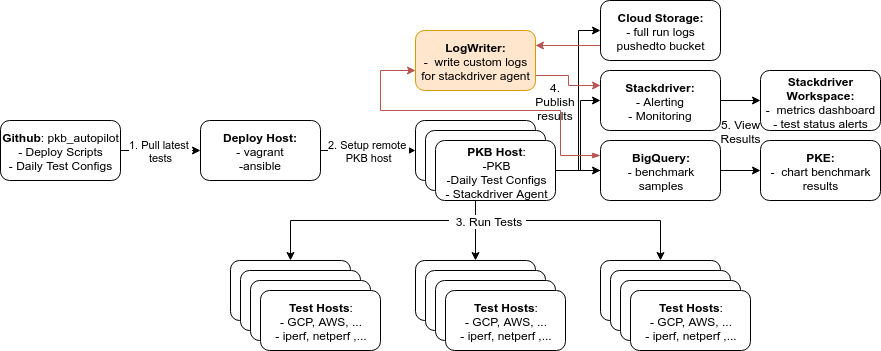 Cloud Storage:
- full run logs
pushedto bucket
LogWriter:
- write custom logs
for stackdriver agent
4.
Publish
results
Stackdriver:
- Alerting
- Monitoring
Stackdriver
Workspace:
- metrics dashboard
- test status alerts
Github: pkb_autopilot
- Deploy Scripts
- Daily Test Configs
1. Pull latest
tests
Deploy Host:
- vagrant
-ansible
2. Setup remote
PKB host
PKB Host:
-PKB
-Daily Test Configs
- Stackdriver Agent
BigQuery:
- benchmark
samples
5. View
Results
PKE:
- chart benchmark
results
3. Run Tests
Test Hosts:
- GCP, AWS, ...
- iperf, netperf ,...
Test Hosts:
- GCP, AWS, ...
- iperf, netperf ,...
Test Hosts:
- GCP, AWS, ...
- iperf, netperf ,...